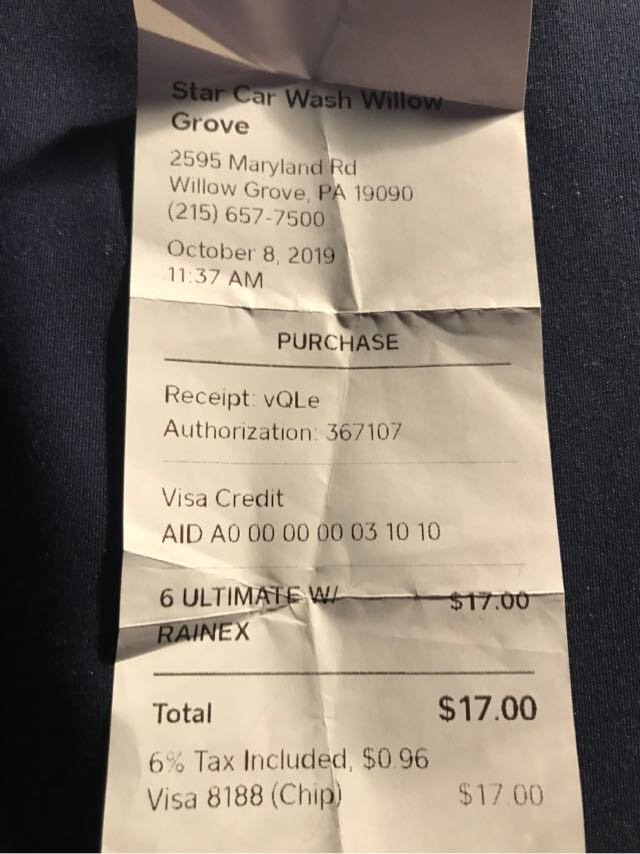 Star Car Wash Willow
Grove
2595 Maryland Rd
Willow Grove, PA 19090
(215) 657-7500
October 8, 2019
11:37 AM
PURCHASE
Receipt: vQLe
Authorization: 367107
Visa Credit
AID A0 00 00 00 03 10 10
6 ULTIMATE W/ $17.00
RAINEX
Total $17.00
6% Tax Included, $0.96
Visa 8188 (Chip) $17.00